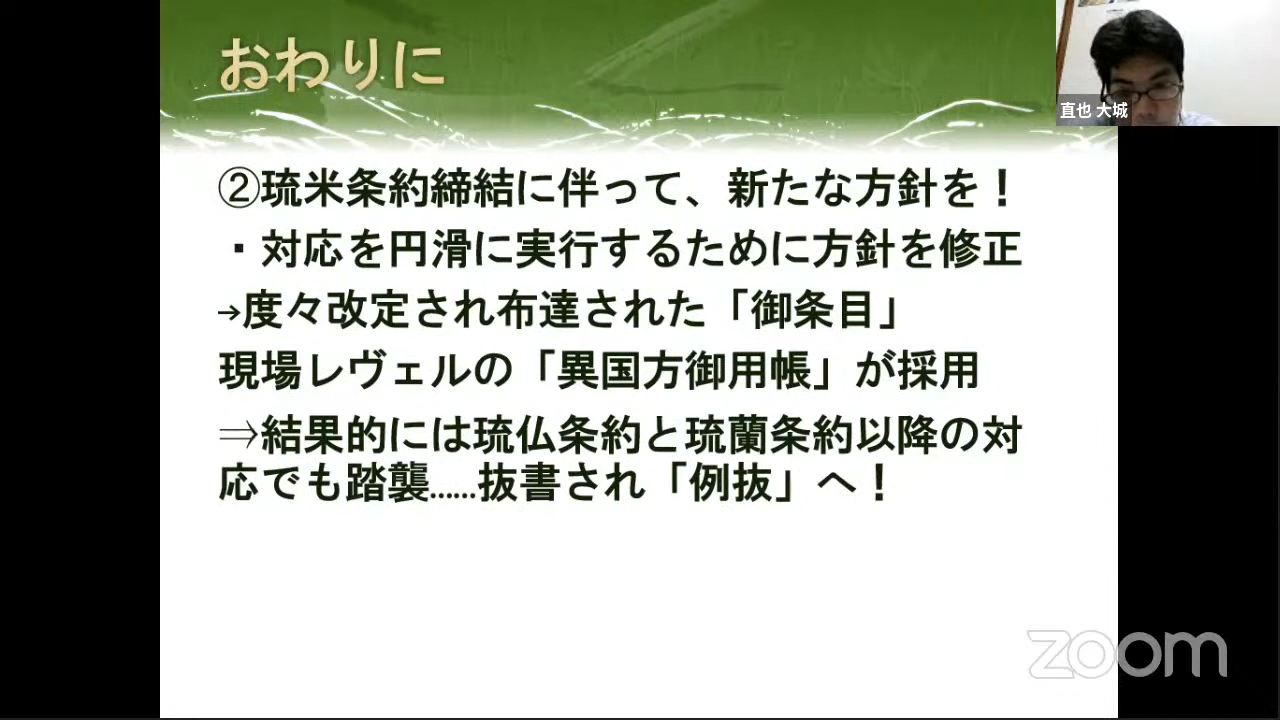 おわりに
直也 大城
②琉米条約締結に伴って、新たな方針を！
・対応を円滑に実行するために方針を修正
→度々改定され布達された「御条目」
現場レヴェルの「異国方御用帳」が採用
⇒結果的には琉仏条約と琉蘭条約以降の対
応でも踏襲……抜書され「例抜」へ！
zoom